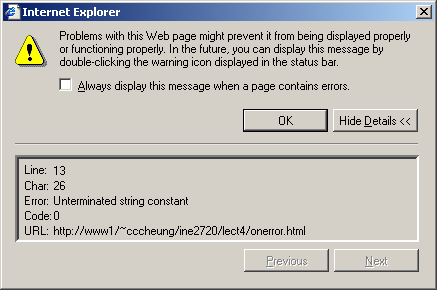 Internet Explorer
Problems with this Web page might prevent it from being displayed properly
or functioning properly. In the future, you can display this message by
double-clicking the warning icon displayed in the status bar.
Always display this message when a page contains errors.
OK
Hide Details <<
Line: 13
Char: 26
Error: Unterminated string constant
Code: 0
URL: http://www1/~cccheung/ine2720/lect4/onerror.html
Previous
Next